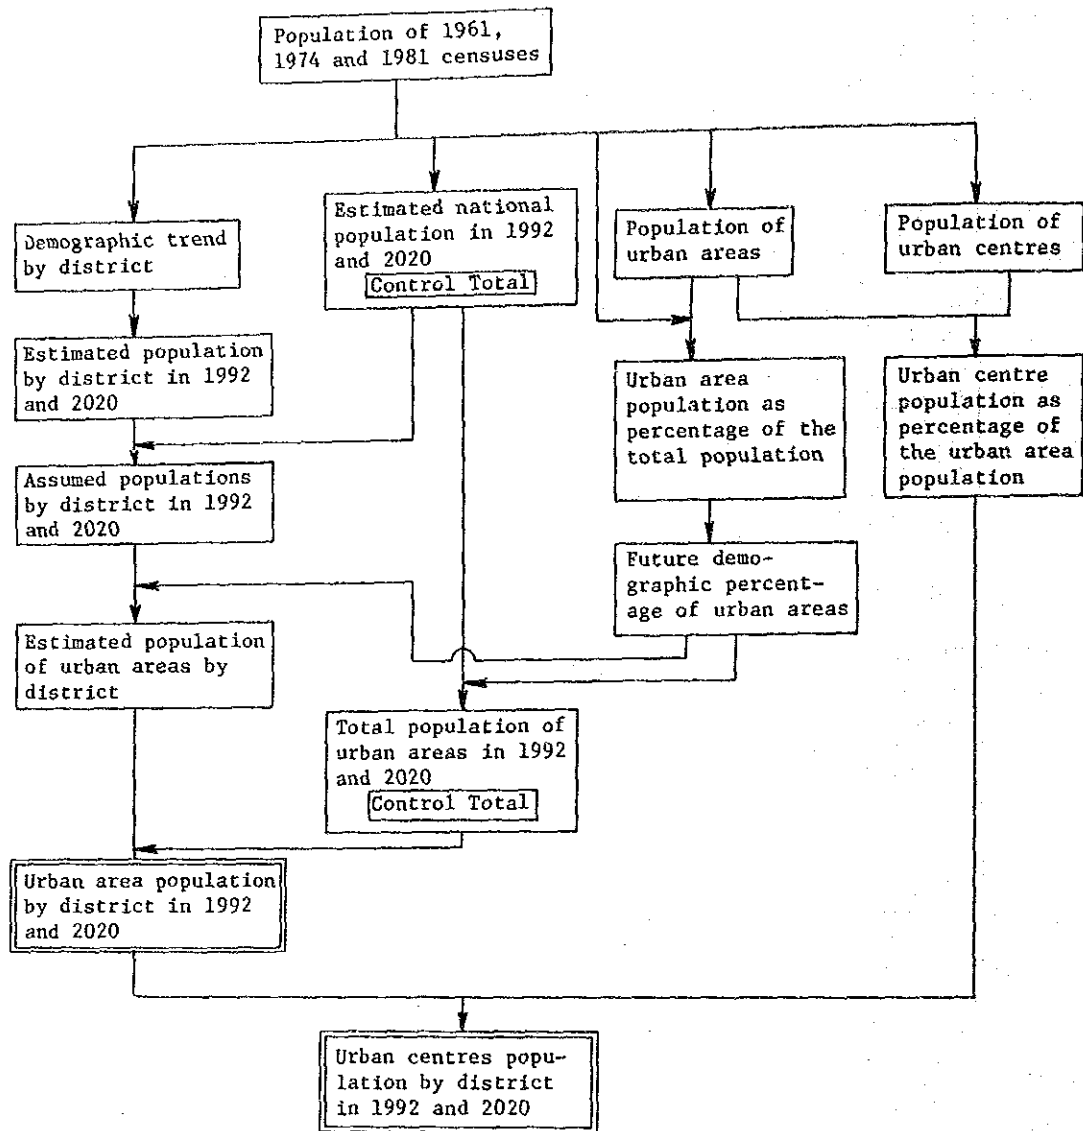 Population of 1961,
1974 and 1981 censuses
Demographic trend
by district
Estimated national
population in 1992
and 2020
Control Total
Population of
urban areas
Population of
urban centres
Estimated population
by district in 1992
and 2020
Urban area
population as
percentage of the
total population
Urban centre
population as
percentage of
the urban area
population
Assumed populations
by district in 1992
and 2020
Future demo-
graphic percent-
age of urban areas
Estimated population
of urban areas by
district
Total population of
urban areas in 1992
and 2020
Control Total
Urban area population
by district in 1992
and 2020
Urban centres popu-
lation by district
in 1992 and 2020